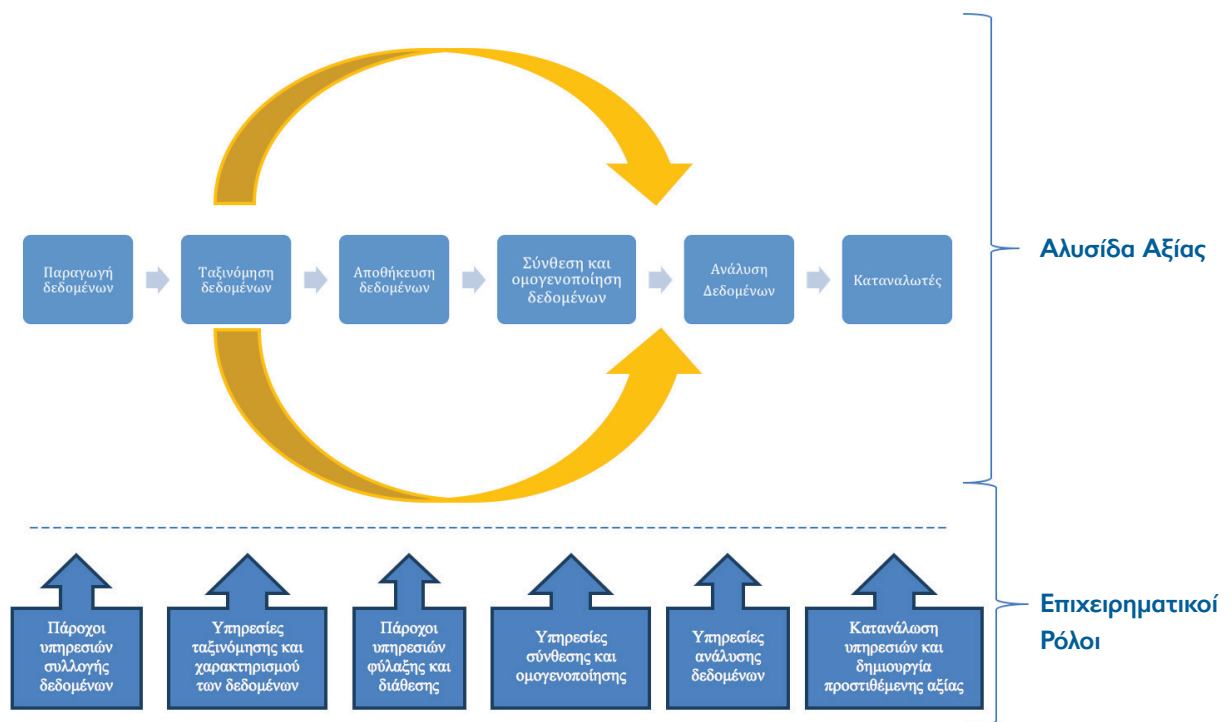 Παραγωγή
δεδομένων
Ταξινόμηση
δεδομένων
Αποθήκευση
δεδομένων
Σύνθεση και
ομογενοποίηση
δεδομένων
Ανάλυση
Δεδομένων
Καταναλωτές
Αλυσίδα Αξίας
Πάροχοι
υπηρεσιών
συλλογής
δεδομένων
Υπηρεσίες
ταξινόμησης και
χαρακτηρισμού
των δεδομένων
Πάροχοι
υπηρεσιών
φύλαξης και
διάθεσης
Υπηρεσίες
σύνθεσης και
ομογενοποίησης
Υπηρεσίες
ανάλυσης
δεδομένων
Κατανάλωση
υπηρεσιών και
δημιουργία
προστιθέμενης αξίας
Επιχειρηματικοί
Ρόλοι